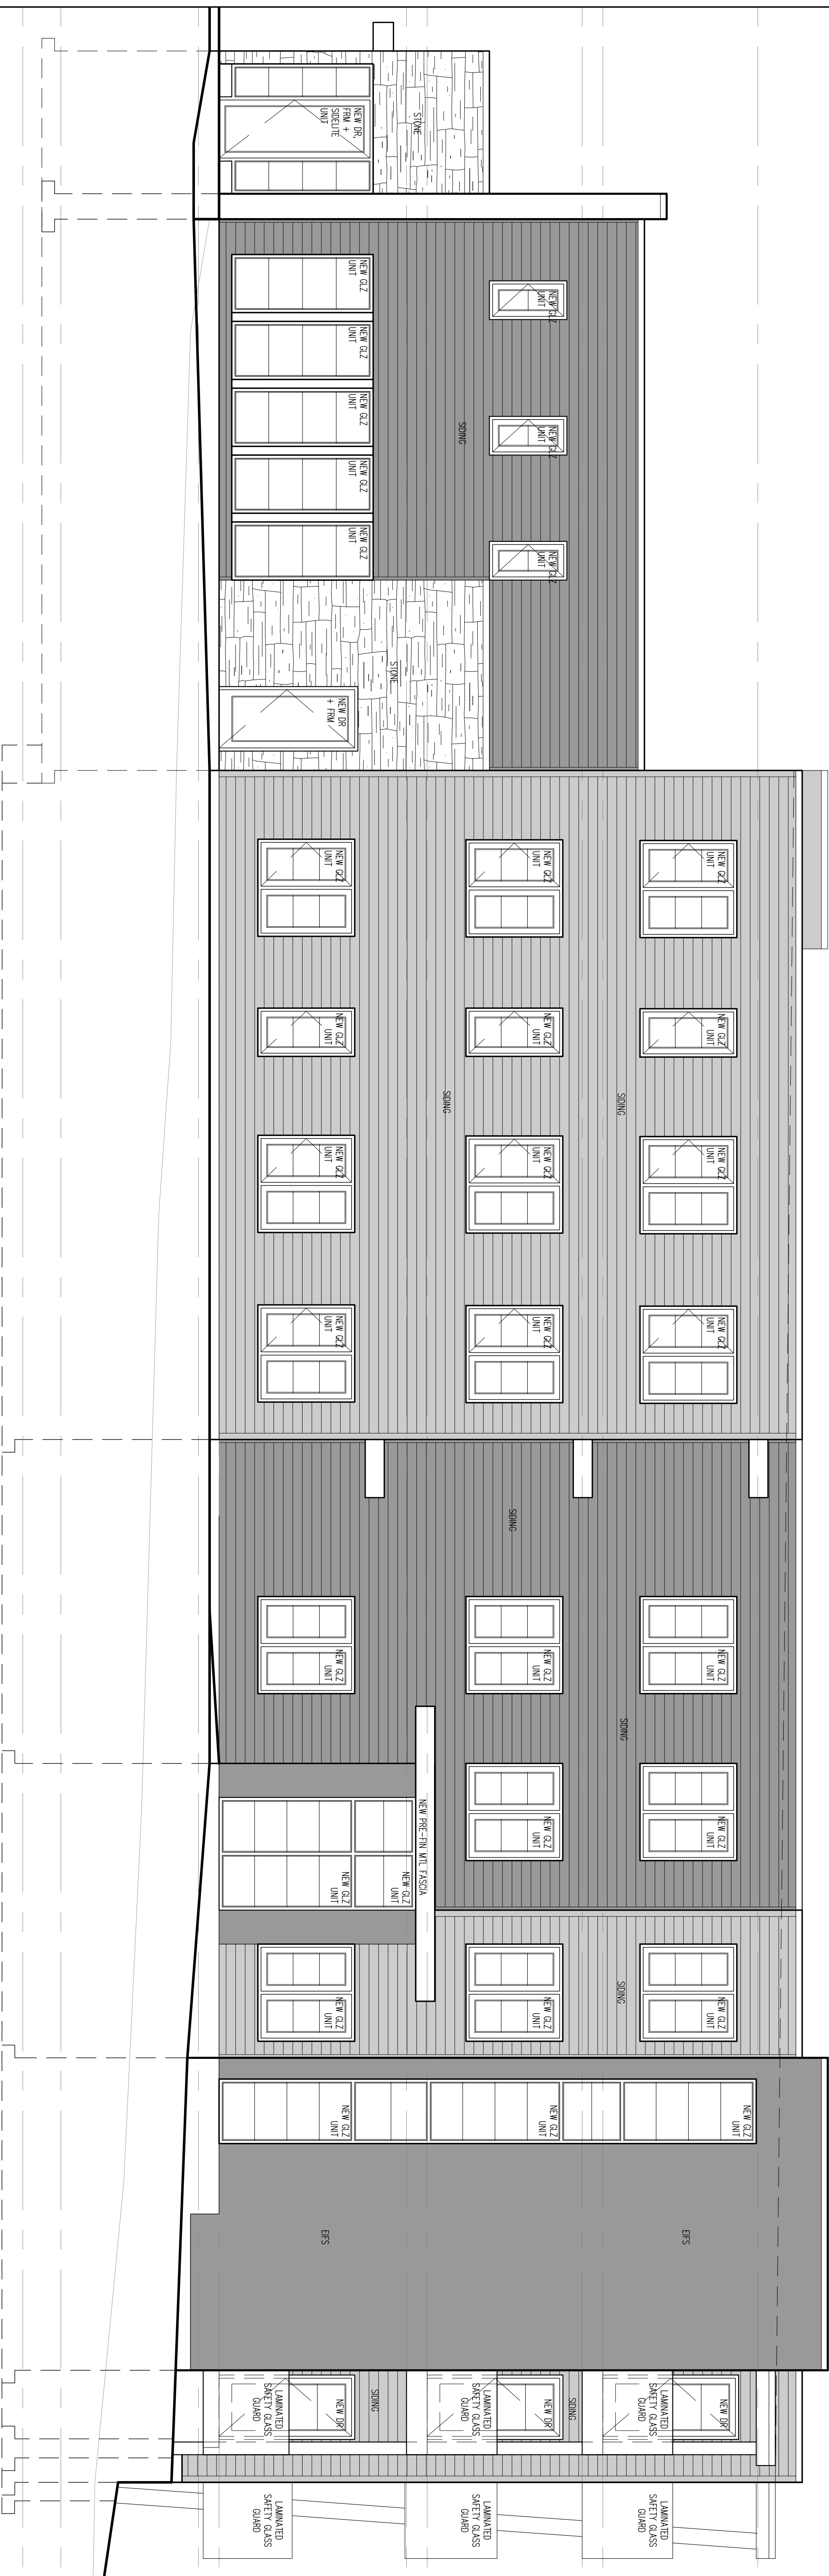 STONE
NEW DR,
FRM +
SIDELITE
UNIT
NEW GLZ
UNIT
NEW GLZ
UNIT
NEW GLZ
UNIT
SIDING
NEW GLZ
UNIT
NEW GLZ
UNIT
NEW GLZ
UNIT
NEW GLZ
UNIT
NEW GLZ
UNIT
STONE
NEW DR
+ FRM
NEW GLZ
UNIT
NEW GLZ
UNIT
NEW GLZ
UNIT
NEW GLZ
UNIT
SIDING
NEW GLZ
UNIT
NEW GLZ
UNIT
NEW GLZ
UNIT
NEW GLZ
UNIT
SIDING
NEW GLZ
UNIT
NEW GLZ
UNIT
NEW GLZ
UNIT
NEW GLZ
UNIT
NEW GLZ
UNIT
NEW GLZ
UNIT
SIDING
NEW GLZ
UNIT
NEW GLZ
UNIT
SIDING
NEW GLZ
UNIT
NEW PRE-FIN MTL FASCIA
NEW GLZ
UNIT
NEW GLZ
UNIT
NEW GLZ
UNIT
SIDING
NEW GLZ
UNIT
NEW GLZ
UNIT
NEW GLZ
UNIT
NEW GLZ
UNIT
NEW GLZ
UNIT
EIFS
EIFS
NEW DR
LAMINATED
SAFETY GLASS
GUARD
SIDING
NEW DR
LAMINATED
SAFETY GLASS
GUARD
SIDING
NEW DR
LAMINATED
SAFETY GLASS
GUARD
LAMINATED
SAFETY GLASS
GUARD
LAMINATED
SAFETY GLASS
GUARD
LAMINATED
SAFETY GLASS
GUARD